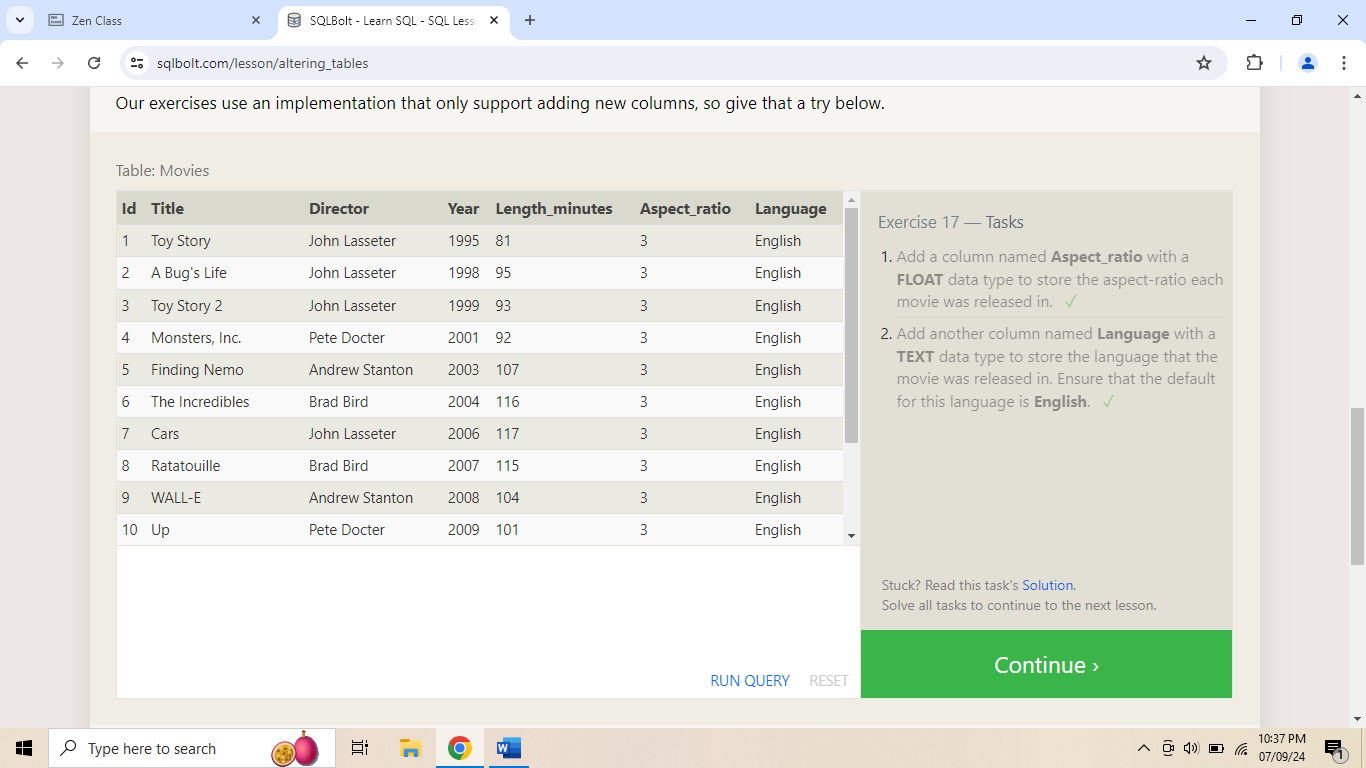 Zen Class
SQLBolt - Learn SQL - SQL Less
sqlbolt.com/lesson/altering_tables
Our exercises use an implementation that only support adding new columns, so give that a try below.
Table: Movies
Id Title Director Year Length_minutes Aspect_ratio Language
1 Toy Story John Lasseter 1995 81 3 English
2 A Bug's Life John Lasseter 1998 95 3 English
3 Toy Story 2 John Lasseter 1999 93 3 English
4 Monsters, Inc. Pete Docter 2001 92 3 English
5 Finding Nemo Andrew Stanton 2003 107 3 English
6 The Incredibles Brad Bird 2004 116 3 English
7 Cars John Lasseter 2006 117 3 English
8 Ratatouille Brad Bird 2007 115 3 English
9 WALL-E Andrew Stanton 2008 104 3 English
10 Up Pete Docter 2009 101 3 English
RUN QUERY RESET
Exercise 17 — Tasks
1. Add a column named Aspect_ratio with a
FLOAT data type to store the aspect-ratio each
movie was released in. ✓
2. Add another column named Language with a
TEXT data type to store the language that the
movie was released in. Ensure that the default
for this language is English. ✓
Stuck? Read this task's Solution.
Solve all tasks to continue to the next lesson.
Continue ›
Type here to search
10:37 PM
07/09/24
1